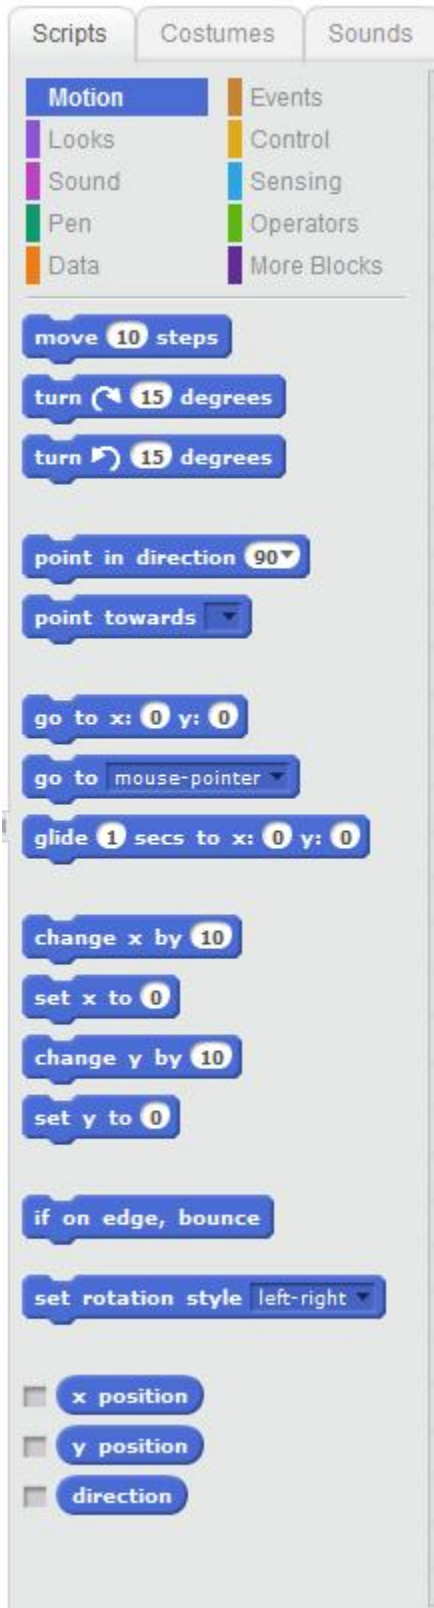 Scripts Costumes Sounds
Motion Events
Looks Control
Sound Sensing
Pen Operators
Data More Blocks
move 10 steps
turn 15 degrees
turn 15 degrees
point in direction 90
point towards
go to x: 0 y: 0
go to mouse-pointer
glide 1 secs to x: 0 y: 0
change x by 10
set x to 0
change y by 10
set y to 0
if on edge, bounce
set rotation style left-right
x position
y position
direction